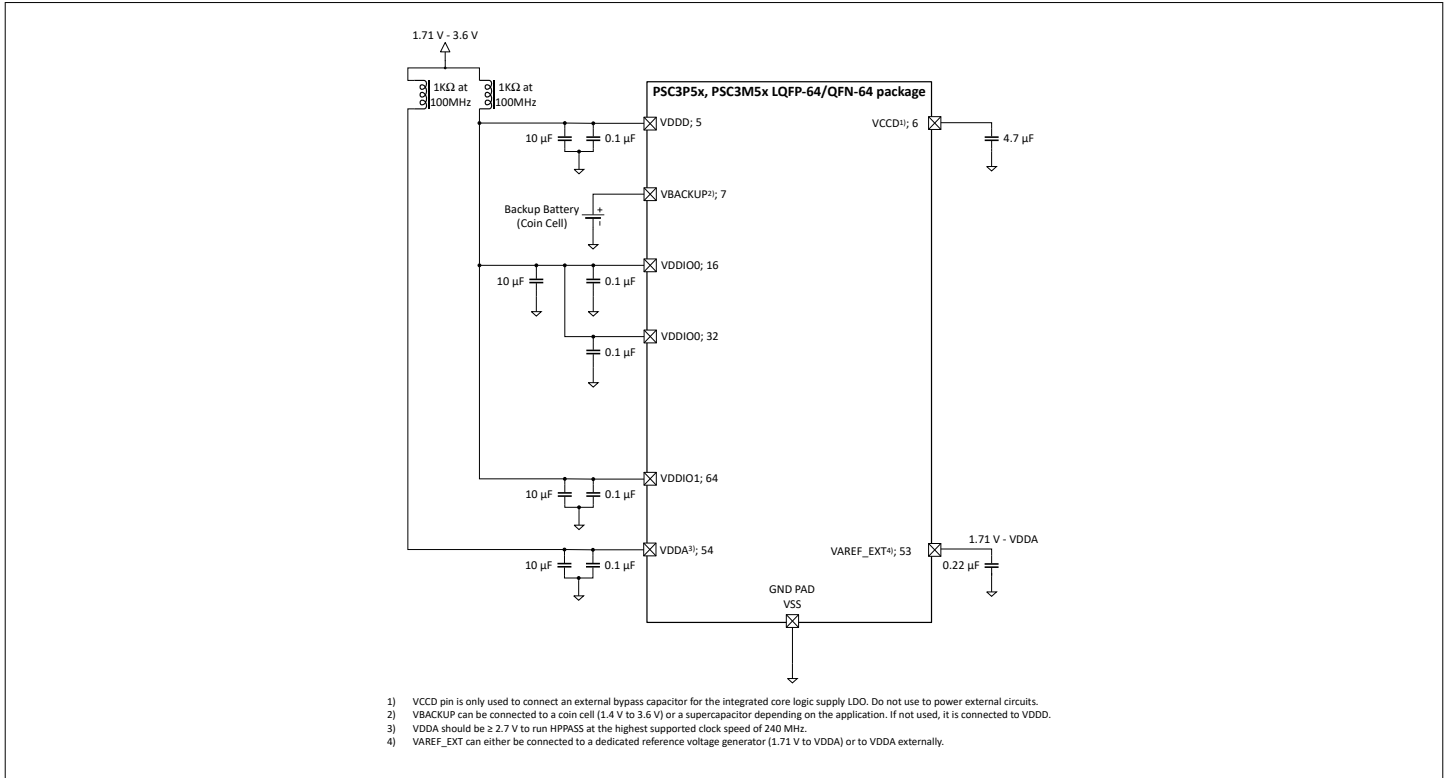 1.71 V - 3.6 V
1KΩ at
100MHz
1KΩ at
100MHz
PSC3P5x, PSC3M5x LQFP-64/QFN-64 package
10 µF
0.1 µF
VDDD; 5
VCCD1); 6
4.7 µF
VBACKUP2); 7
Backup Battery
(Coin Cell)
+
-
VDDIO0; 16
10 µF
0.1 µF
VDDIO0; 32
0.1 µF
VDDIO1; 64
10 µF
0.1 µF
VDDA3); 54
10 µF
0.1 µF
1.71 V - VDDA
VAREF_EXT4); 53
0.22 µF
GND PAD
VSS
1) VCCD pin is only used to connect an external bypass capacitor for the integrated core logic supply LDO. Do not use to power external circuits.
2) VBACKUP can be connected to a coin cell (1.4 V to 3.6 V) or a supercapacitor depending on the application. If not used, it is connected to VDDD.
3) VDDA should be ≥ 2.7 V to run HPPASS at the highest supported clock speed of 240 MHz.
4) VAREF_EXT can either be connected to a dedicated reference voltage generator (1.71 V to VDDA) or to VDDA externally.